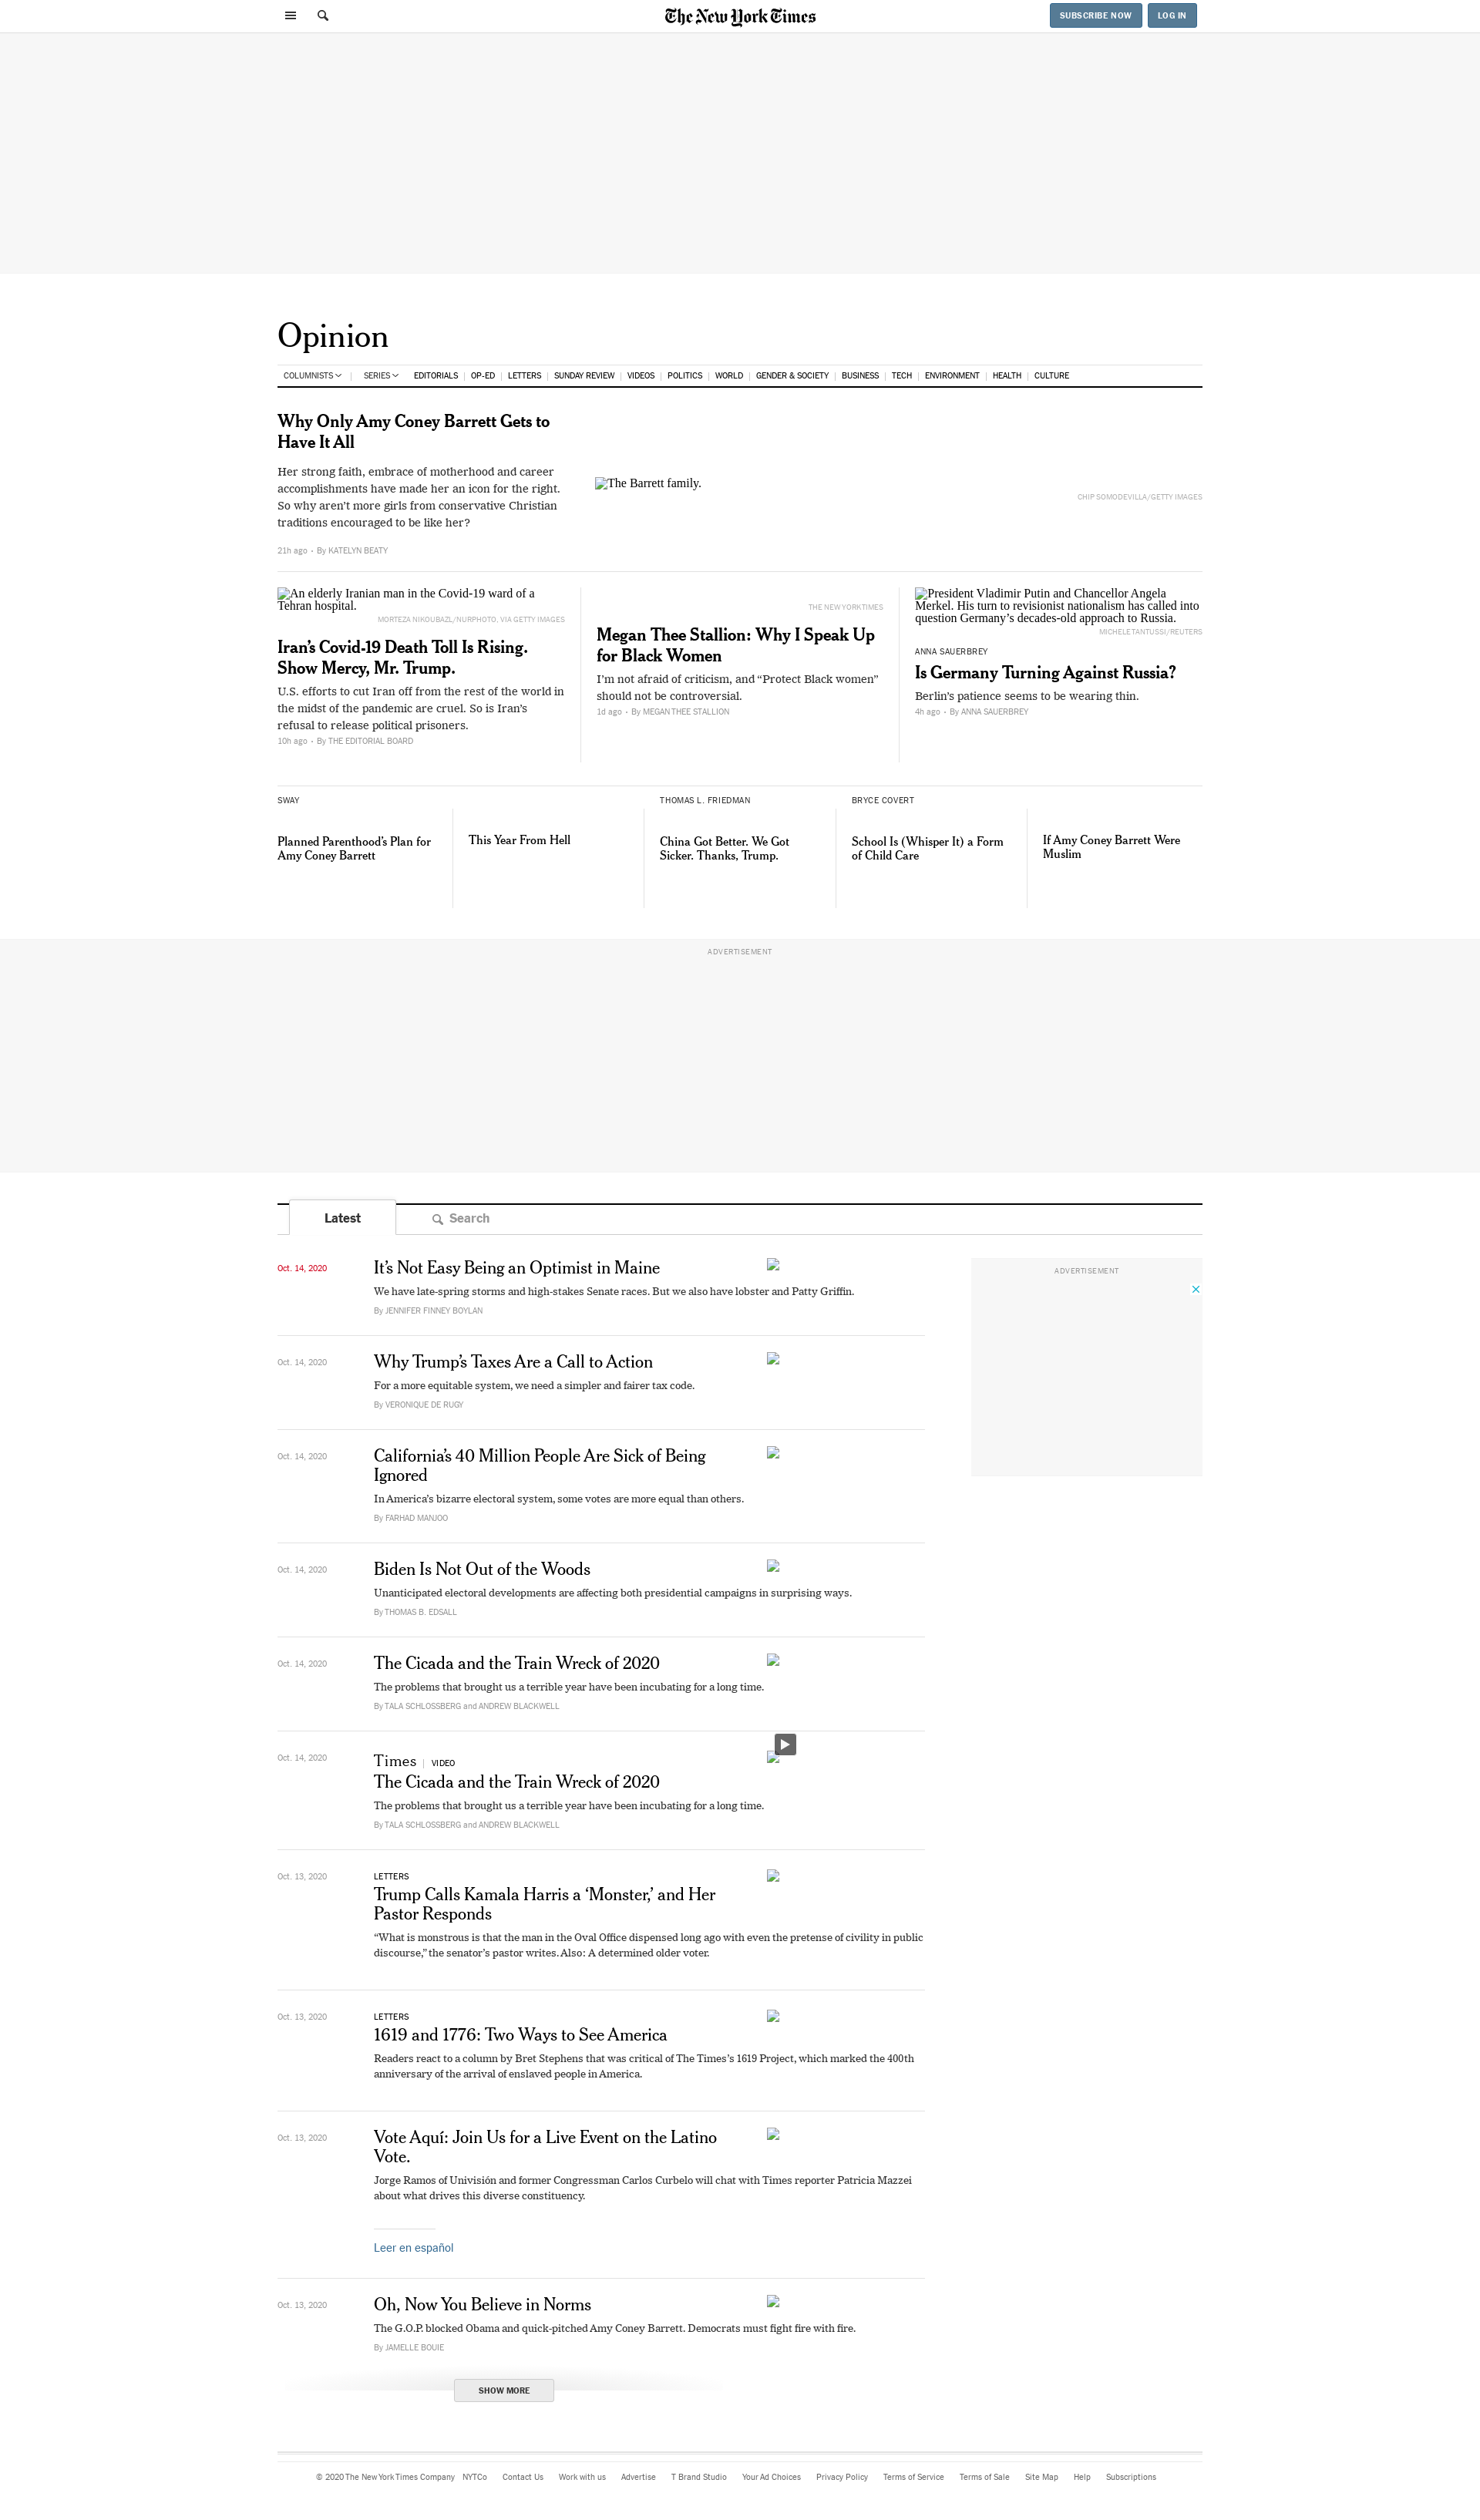 The New York Times
SUBSCRIBE NOW
LOG IN
Opinion
COLUMNISTS
SERIES
EDITORIALS
OP-ED
LETTERS
SUNDAY REVIEW
VIDEOS
POLITICS
WORLD
GENDER & SOCIETY
BUSINESS
TECH
ENVIRONMENT
HEALTH
CULTURE
Why Only Amy Coney Barrett Gets to
Have It All
Her strong faith, embrace of motherhood and career
accomplishments have made her an icon for the right.
So why aren't more girls from conservative Christian
traditions encouraged to be like her?
21h ago • By KATELYN BEATY
The Barrett family.
CHIP SOMODEVILLA/GETTY IMAGES
An elderly Iranian man in the Covid-19 ward of a
Tehran hospital.
MORTEZA NIKOUBAZL/NURPHOTO, VIA GETTY IMAGES
Iran's Covid-19 Death Toll Is Rising.
Show Mercy, Mr. Trump.
U.S. efforts to cut Iran off from the rest of the world in
the midst of the pandemic are cruel. So is Iran's
refusal to release political prisoners.
10h ago • By THE EDITORIAL BOARD
THE NEW YORK TIMES
Megan Thee Stallion: Why I Speak Up
for Black Women
I'm not afraid of criticism, and “Protect Black women”
should not be controversial.
1d ago • By MEGAN THEE STALLION
President Vladimir Putin and Chancellor Angela
Merkel. His turn to revisionist nationalism has called into
question Germany's decades-old approach to Russia.
MICHELE TANTUSSI/REUTERS
ANNA SAUERBREY
Is Germany Turning Against Russia?
Berlin's patience seems to be wearing thin.
4h ago • By ANNA SAUERBREY
SWAY
Planned Parenthood's Plan for
Amy Coney Barrett
This Year From Hell
THOMAS L. FRIEDMAN
China Got Better. We Got
Sicker. Thanks, Trump.
BRYCE COVERT
School Is (Whisper It) a Form
of Child Care
If Amy Coney Barrett Were
Muslim
ADVERTISEMENT
Latest
Search
ADVERTISEMENT
Oct. 14, 2020
It's Not Easy Being an Optimist in Maine
We have late-spring storms and high-stakes Senate races. But we also have lobster and Patty Griffin.
By JENNIFER FINNEY BOYLAN
Oct. 14, 2020
Why Trump's Taxes Are a Call to Action
For a more equitable system, we need a simpler and fairer tax code.
By VERONIQUE DE RUGY
Oct. 14, 2020
California's 40 Million People Are Sick of Being
Ignored
In America's bizarre electoral system, some votes are more equal than others.
By FARHAD MANJOO
Oct. 14, 2020
Biden Is Not Out of the Woods
Unanticipated electoral developments are affecting both presidential campaigns in surprising ways.
By THOMAS B. EDSALL
Oct. 14, 2020
The Cicada and the Train Wreck of 2020
The problems that brought us a terrible year have been incubating for a long time.
By TALA SCHLOSSBERG and ANDREW BLACKWELL
Oct. 14, 2020
Times | VIDEO
The Cicada and the Train Wreck of 2020
The problems that brought us a terrible year have been incubating for a long time.
By TALA SCHLOSSBERG and ANDREW BLACKWELL
Oct. 13, 2020
LETTERS
Trump Calls Kamala Harris a ‘Monster,’ and Her
Pastor Responds
“What is monstrous is that the man in the Oval Office dispensed long ago with even the pretense of civility in public
discourse,” the senator's pastor writes. Also: A determined older voter.
Oct. 13, 2020
LETTERS
1619 and 1776: Two Ways to See America
Readers react to a column by Bret Stephens that was critical of The Times's 1619 Project, which marked the 400th
anniversary of the arrival of enslaved people in America.
Oct. 13, 2020
Vote Aquí: Join Us for a Live Event on the Latino
Vote.
Jorge Ramos of Univisión and former Congressman Carlos Curbelo will chat with Times reporter Patricia Mazzei
about what drives this diverse constituency.
Leer en español
Oct. 13, 2020
Oh, Now You Believe in Norms
The G.O.P. blocked Obama and quick-pitched Amy Coney Barrett. Democrats must fight fire with fire.
By JAMELLE BOUIE
SHOW MORE
© 2020 The New York Times Company NYTCo Contact Us Work with us Advertise T Brand Studio Your Ad Choices Privacy Policy Terms of Service Terms of Sale Site Map Help Subscriptions